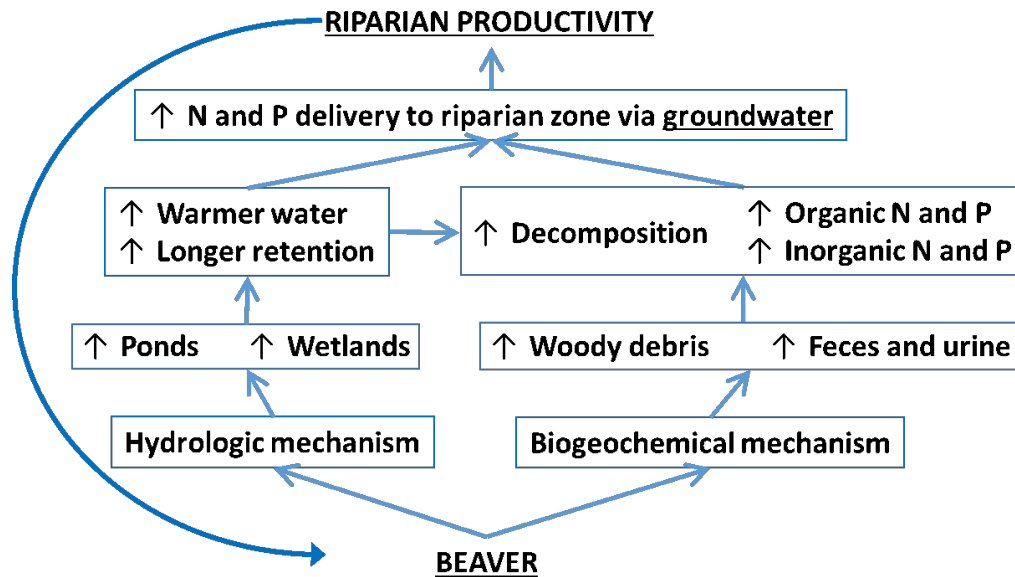 RIPARIAN PRODUCTIVITY
↑ N and P delivery to riparian zone via groundwater
↑ Warmer water
↑ Longer retention
↑ Decomposition
↑ Organic N and P
↑ Inorganic N and P
↑ Ponds ↑ Wetlands
↑ Woody debris ↑ Feces and urine
Hydrologic mechanism
Biogeochemical mechanism
BEAVER